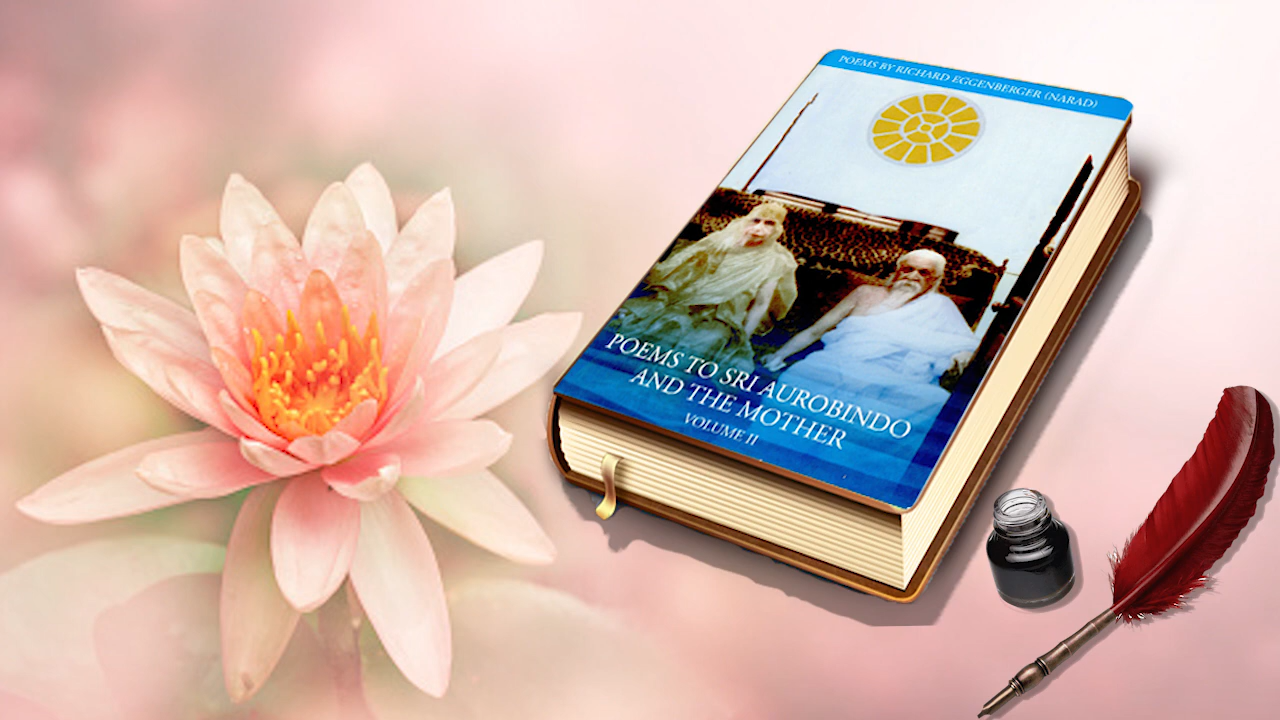 POEMS BY RICHARD EGGENBERGER (NARAD)
POEMS TO SRI AUROBINDO
AND THE MOTHER
VOLUME II